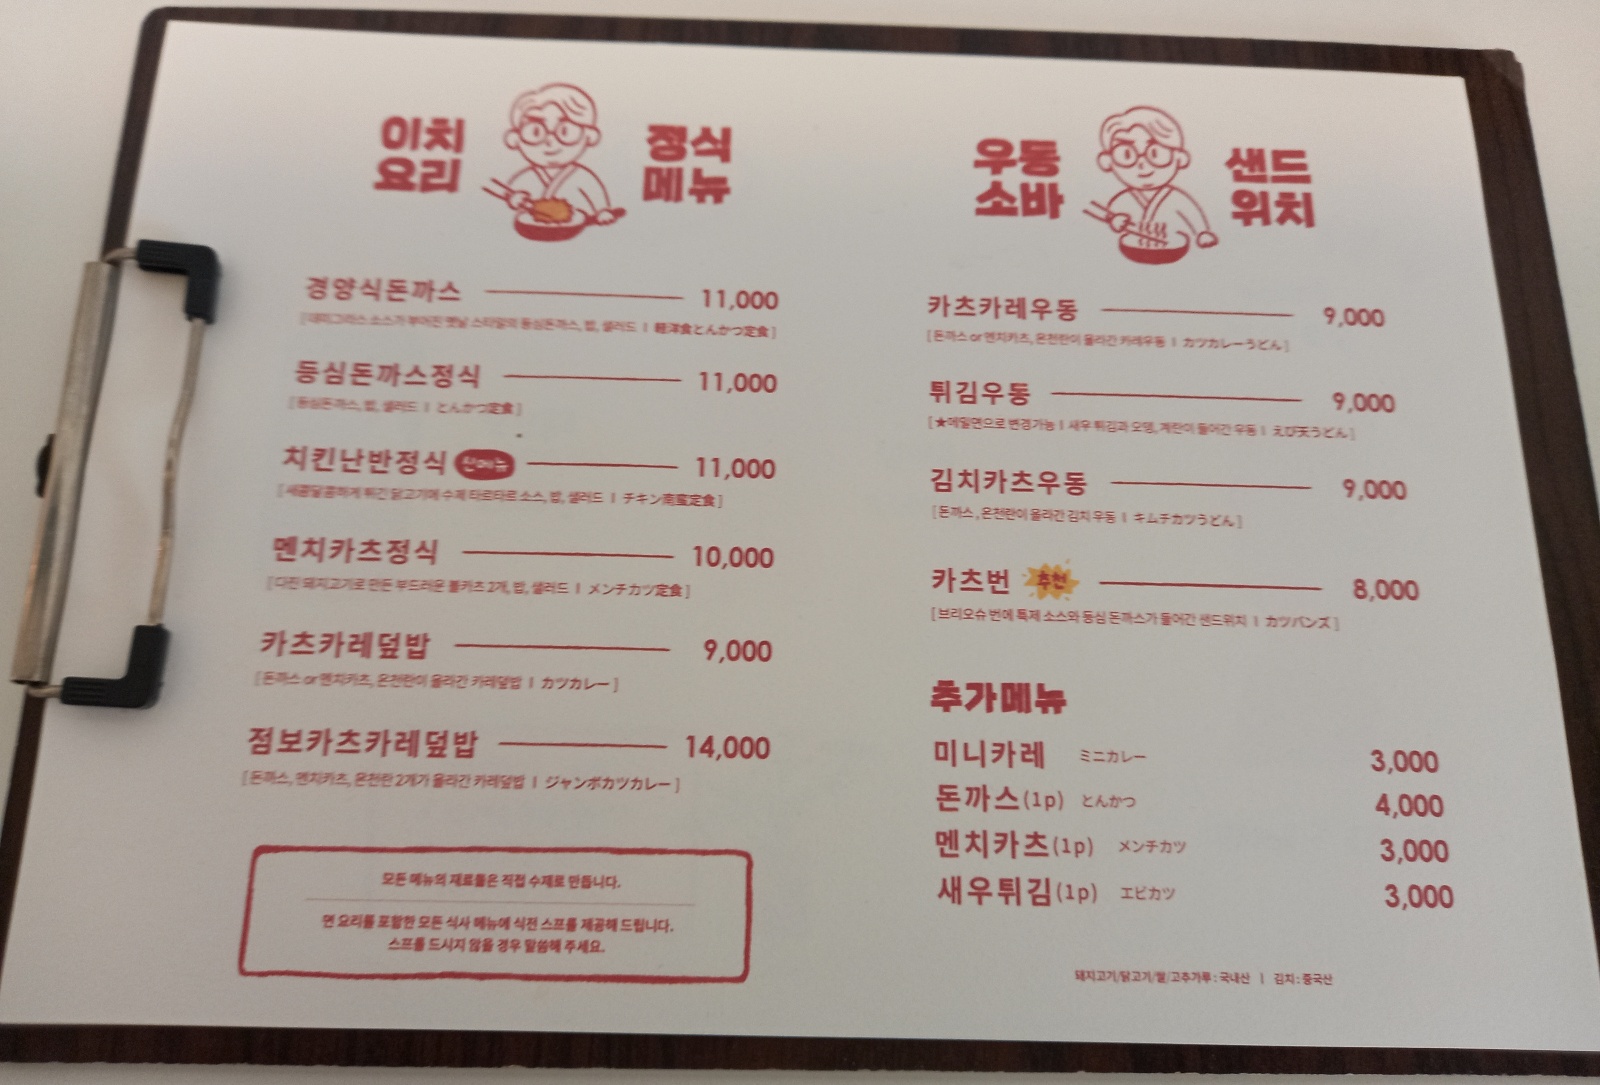 이치
요리
정식
메뉴
경양식돈까스 11,000
[ 데미그라스 소스가 부어진 옛날 스타일의 등심돈까스, 밥, 샐러드 | 軽洋食とんかつ定食 ]
등심돈까스정식 11,000
[ 등심돈까스, 밥, 샐러드 | とんかつ定食 ]
치킨난반정식 신메뉴 11,000
[ 새콤달콤하게 튀긴 닭고기에 수제 타르타르 소스, 밥, 샐러드 | チキン南蛮定食 ]
멘치카츠정식 10,000
[ 다진 돼지고기로 만든 부드러운 볼카츠 2개, 밥, 샐러드 | メンチカツ定食 ]
카츠카레덮밥 9,000
[ 돈까스 or 멘치카츠, 온천란이 올라간 카레덮밥 | カツカレー ]
점보카츠카레덮밥 14,000
[ 돈까스, 멘치카츠, 온천란 2개가 올라간 카레덮밥 | ジャンボカツカレー ]
모든 메뉴의 재료들은 직접 수제로 만듭니다.
면 요리를 포함한 모든 식사 메뉴에 식전 스프를 제공해 드립니다.
스프를 드시지 않을 경우 말씀해 주세요.
우동
소바
샌드
위치
카츠카레우동 9,000
[ 돈까스 or 멘치카츠, 온천란이 올라간 카레우동 | カツカレーうどん ]
튀김우동 9,000
[ ★메밀면으로 변경가능 | 새우 튀김과 오뎅, 계란이 들어간 우동 | えび天うどん ]
김치카츠우동 9,000
[ 돈까스, 온천란이 올라간 김치 우동 | キムチカツうどん ]
카츠번 추천 8,000
[ 브리오슈 번에 특제 소스와 등심 돈까스가 들어간 샌드위치 | カツバンズ ]
추가메뉴
미니카레 ミニカレー 3,000
돈까스(1p) とんかつ 4,000
멘치카츠(1p) メンチカツ 3,000
새우튀김(1p) エビカツ 3,000
돼지고기/닭고기/쌀/고추가루 : 국내산 | 김치 : 중국산